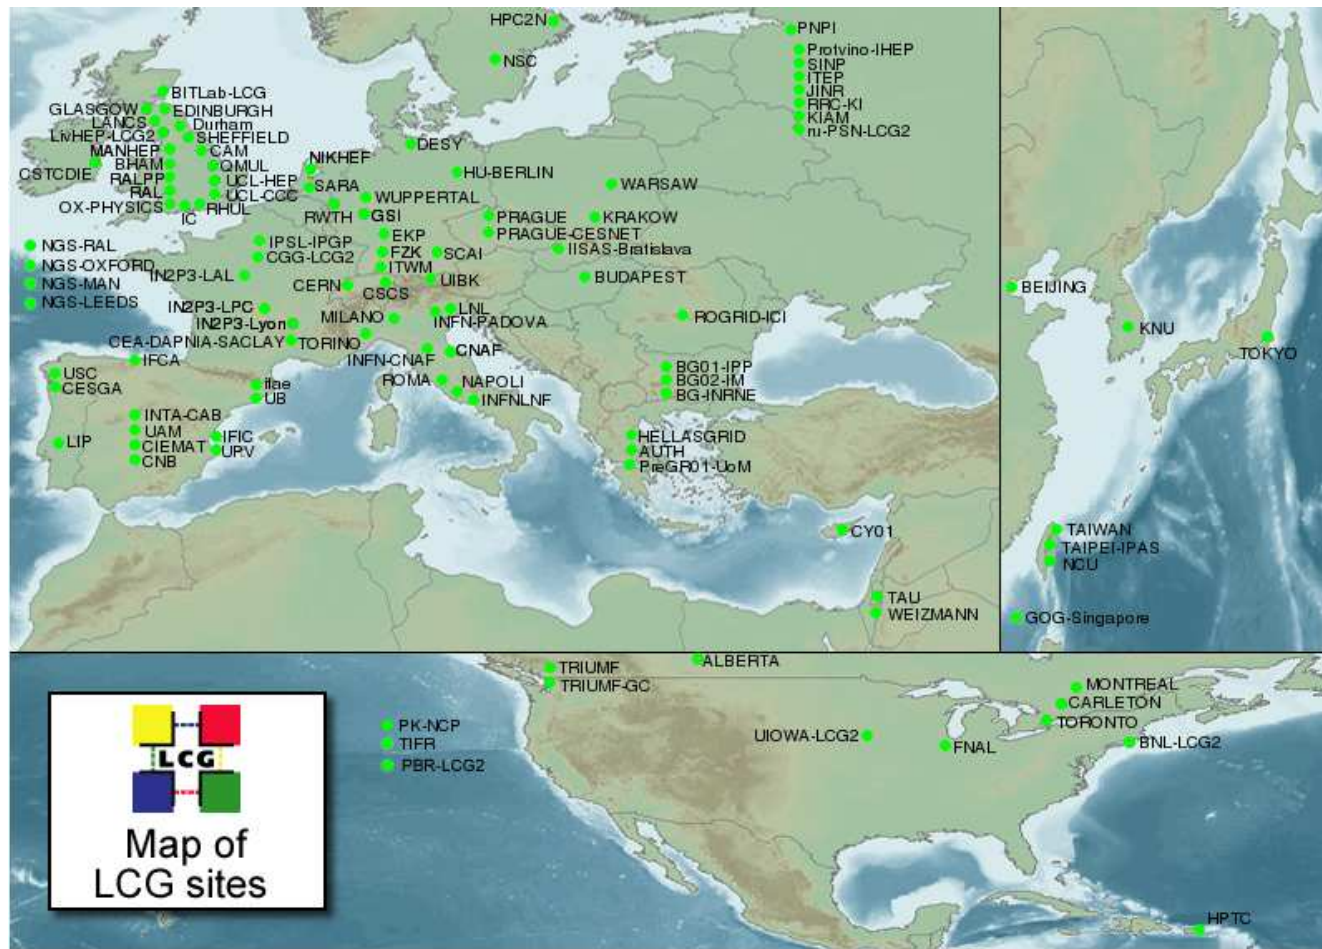 HPC2N
NSC
PNPI
Protvino-IHEP
SINP
ITEP
JINR
RRC-KI
KIAM
ru-PSN-LCG2
BITLab-LCG
GLASGOW
EDINBURGH
LANCS
Durham
LivHEP-LCG2
SHEFFIELD
MANHEP
CAM
CSTCDIE
BHAM
QMUL
RALPP
UCL-HEP
RAL
UCL-CCC
OX-PHYSICS
IC
RHUL
NIKHEF
SARA
DESY
HU-BERLIN
WUPPERTAL
RWTH
GSI
WARSAW
PRAGUE
KRAKOW
PRAGUE-CESNET
IISAS-Bratislava
EKP
NGS-RAL
NGS-OXFORD
NGS-MAN
NGS-LEEDS
IPSL-IPGP
CGG-LCG2
FZK
SCAI
ITWM
IN2P3-LAL
CERN
CSCS
UIBK
BUDAPEST
IN2P3-LPC
IN2P3-Lyon
MILANO
LNL
INFN-PADOVA
ROGRID-ICI
CEA-DAPNIA-SACLAY
TORINO
IFCA
INFN-CNAF
CNAF
USC
CESGA
ifae
UB
ROMA
NAPOLI
INFNLNF
BG01-IPP
BG02-IM
BG-INRNE
INTA-CAB
UAM
LIP
CIEMAT
CNB
IFIC
UPV
HELLASGRID
AUTH
PreGR01-UoM
CY01
TAU
WEIZMANN
BEIJING
KNU
TOKYO
TAIWAN
TAIPEI-IPAS
NCU
GOG-Singapore
TRIUMF
TRIUMF-GC
ALBERTA
MONTREAL
CARLETON
TORONTO
UIOWA-LCG2
FNAL
BNL-LCG2
PK-NCP
TIFR
PBR-LCG2
HPTC
LCG
Map of
LCG sites